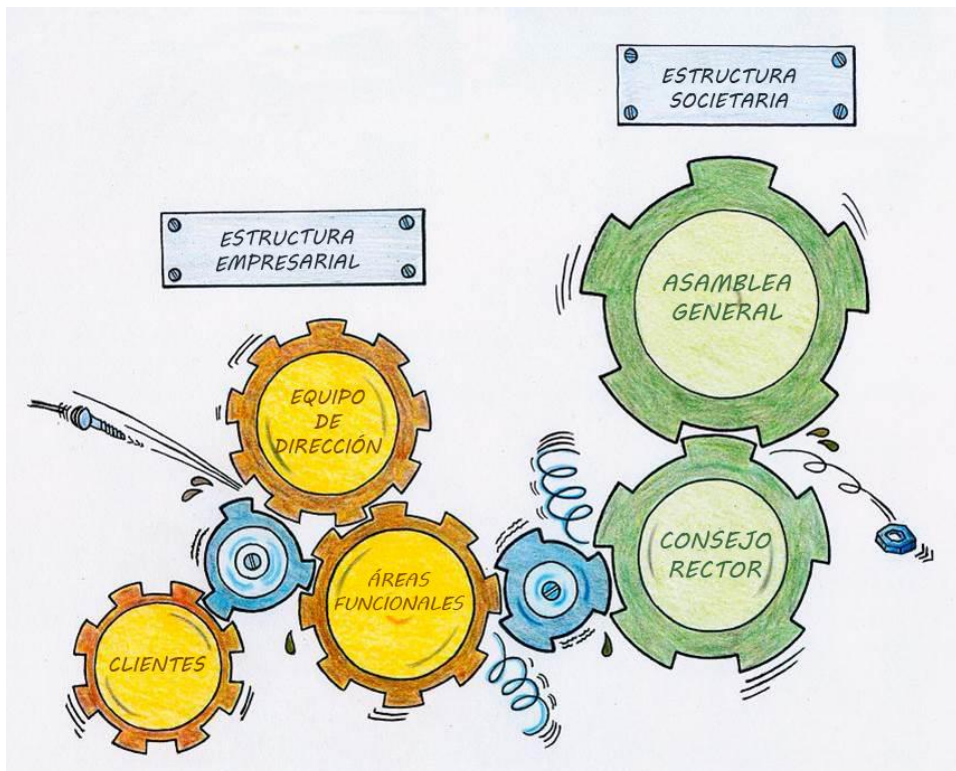 ESTRUCTURA
SOCIETARIA
ESTRUCTURA
EMPRESARIAL
ASAMBLEA
GENERAL
EQUIPO
DE
DIRECCIÓN
CONSEJO
RECTOR
ÁREAS
FUNCIONALES
CLIENTES